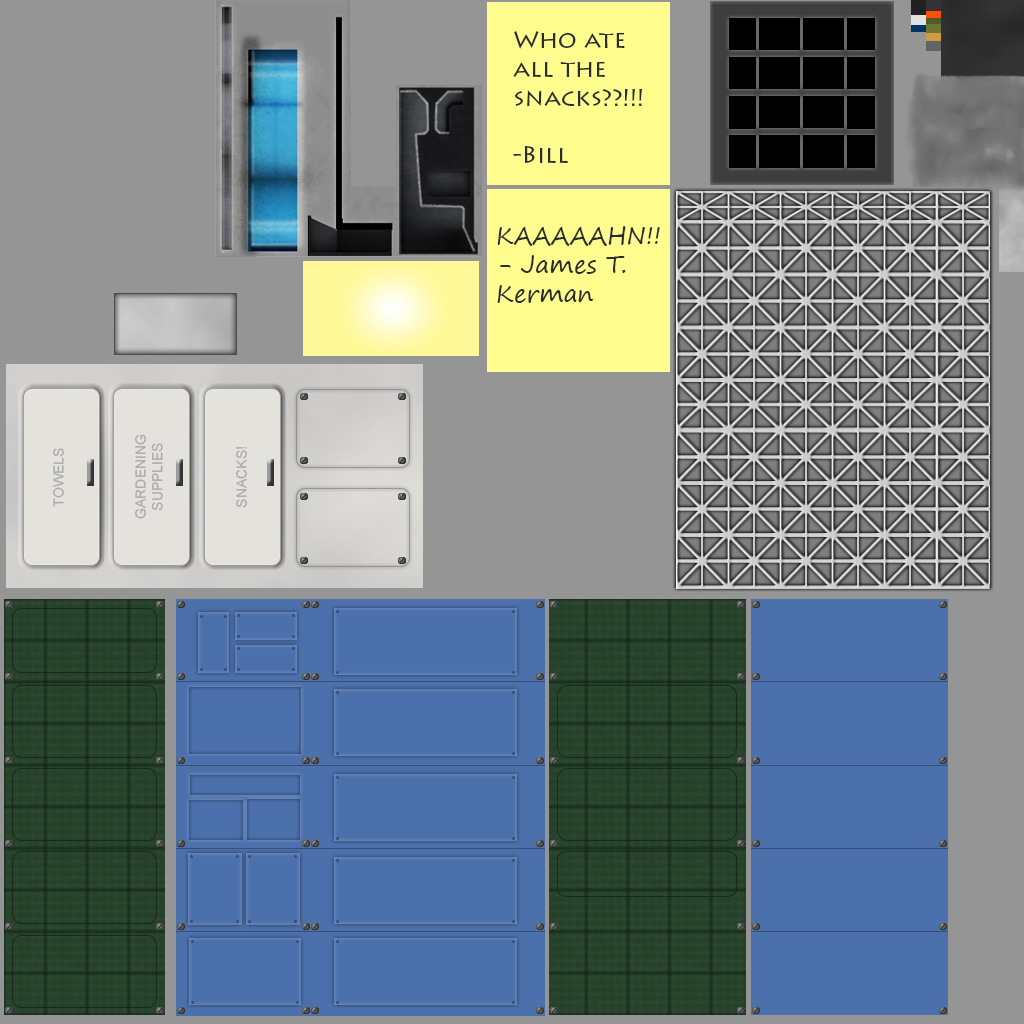 WHO ATE
ALL THE
SNACKS??!!!
-BILL
KAAAAAHN!!
- James T.
Kerman
TOWELS
GARDENING
SUPPLIES
SNACKS!